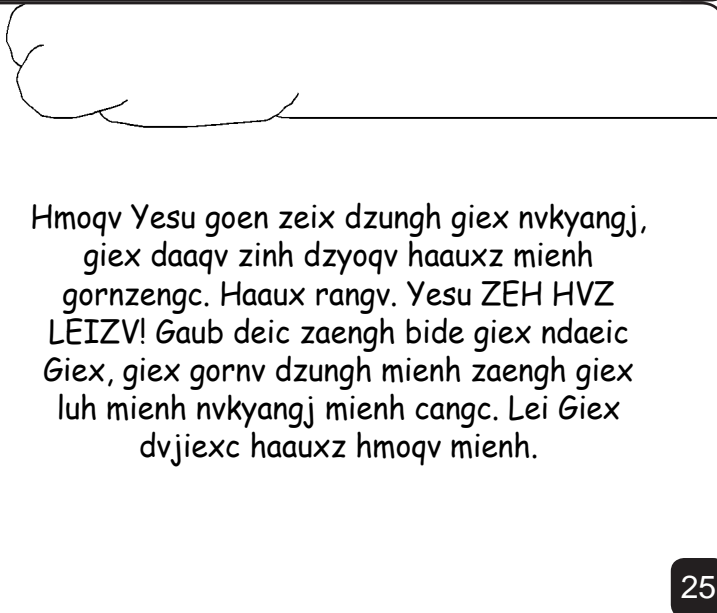 Hmoqv Yesu goen zeix dzungh giex nvkyangj,
giex daaqv zinh dzyoqv haauxz mienh
gornzengc. Haaux rangv. Yesu ZEH HVZ
LEIZV! Gaub deic zaengh bide giex ndaeic
Giex, giex gornv dzungh mienh zaengh giex
luh mienh nvkyangj mienh cangc. Lei Giex
dvjiexc haauxz hmoqv mienh.
25